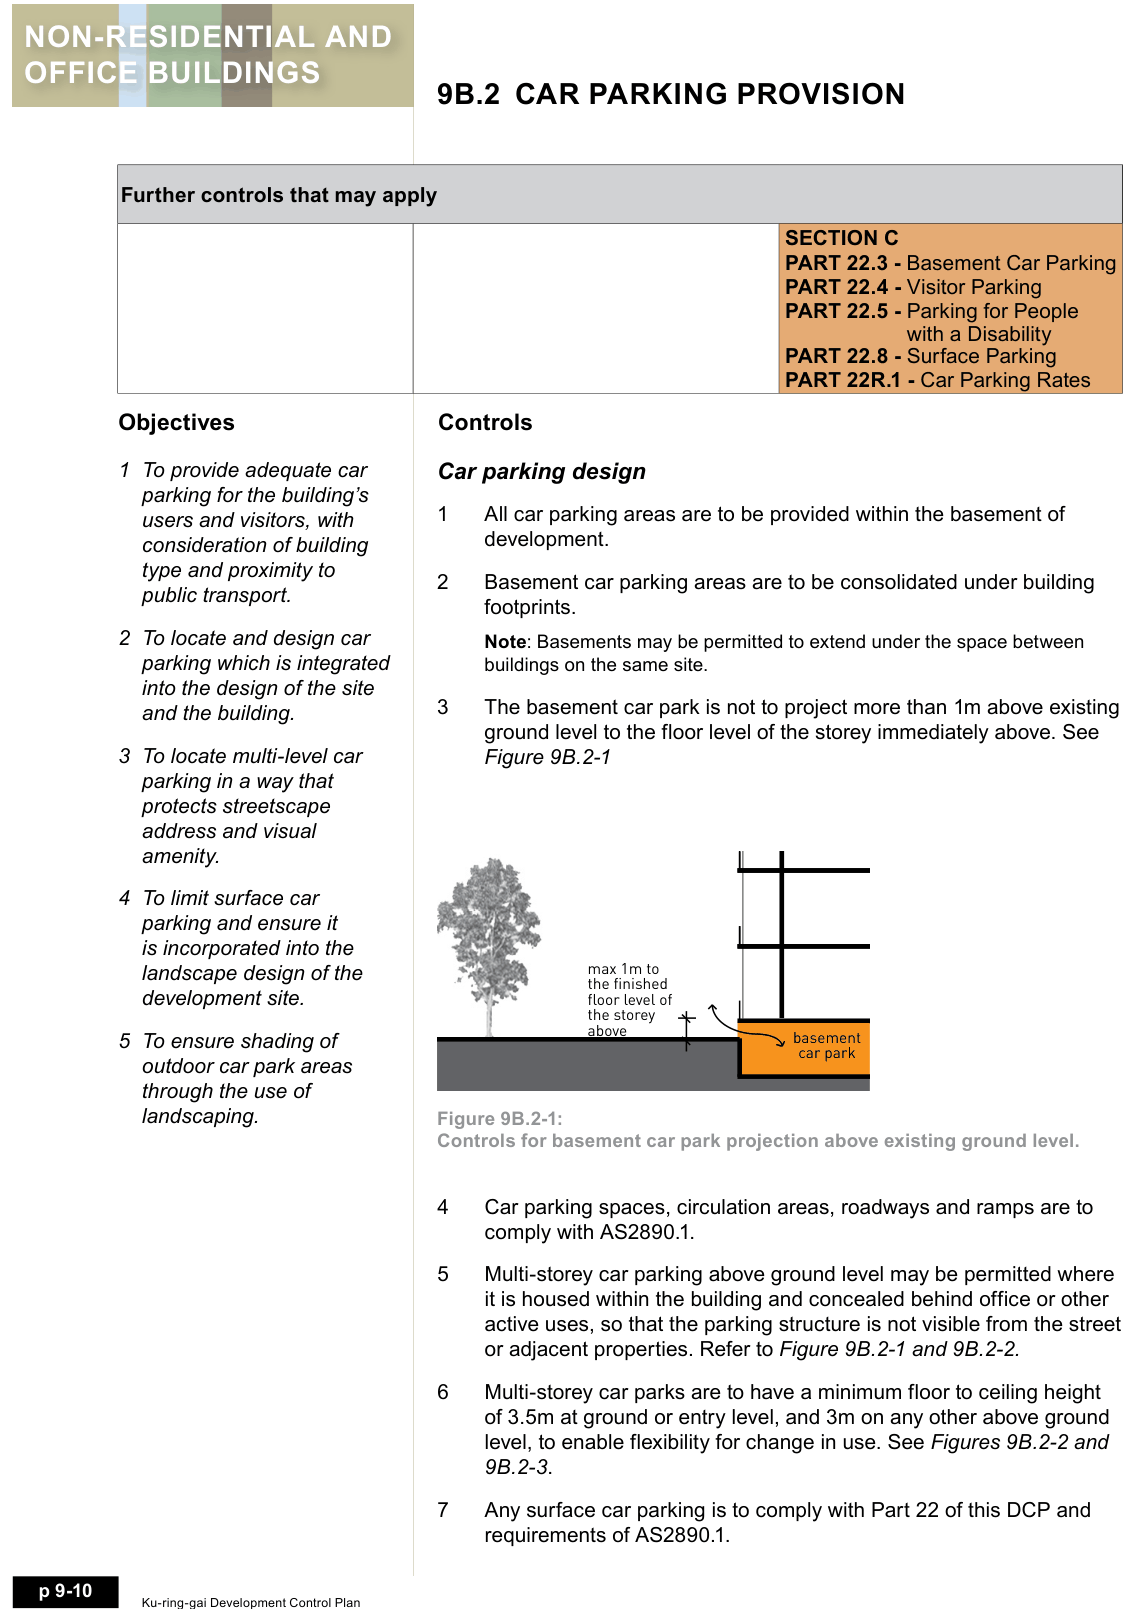 NON-RESIDENTIAL AND
OFFICE BUILDINGS
9B.2 CAR PARKING PROVISION
Further controls that may apply
SECTION C
PART 22.3 - Basement Car Parking
PART 22.4 - Visitor Parking
PART 22.5 - Parking for People
with a Disability
PART 22.8 - Surface Parking
PART 22R.1 - Car Parking Rates
Objectives
1 To provide adequate car
parking for the building’s
users and visitors, with
consideration of building
type and proximity to
public transport.
2 To locate and design car
parking which is integrated
into the design of the site
and the building.
3 To locate multi-level car
parking in a way that
protects streetscape
address and visual
amenity.
4 To limit surface car
parking and ensure it
is incorporated into the
landscape design of the
development site.
5 To ensure shading of
outdoor car park areas
through the use of
landscaping.
Controls
Car parking design
1 All car parking areas are to be provided within the basement of
development.
2 Basement car parking areas are to be consolidated under building
footprints.
Note: Basements may be permitted to extend under the space between
buildings on the same site.
3 The basement car park is not to project more than 1m above existing
ground level to the floor level of the storey immediately above. See
Figure 9B.2-1
max 1m to
the finished
floor level of
the storey
above
basement
car park
Figure 9B.2-1:
Controls for basement car park projection above existing ground level.
4 Car parking spaces, circulation areas, roadways and ramps are to
comply with AS2890.1.
5 Multi-storey car parking above ground level may be permitted where
it is housed within the building and concealed behind office or other
active uses, so that the parking structure is not visible from the street
or adjacent properties. Refer to Figure 9B.2-1 and 9B.2-2.
6 Multi-storey car parks are to have a minimum floor to ceiling height
of 3.5m at ground or entry level, and 3m on any other above ground
level, to enable flexibility for change in use. See Figures 9B.2-2 and
9B.2-3.
7 Any surface car parking is to comply with Part 22 of this DCP and
requirements of AS2890.1.
p 9-10
Ku-ring-gai Development Control Plan